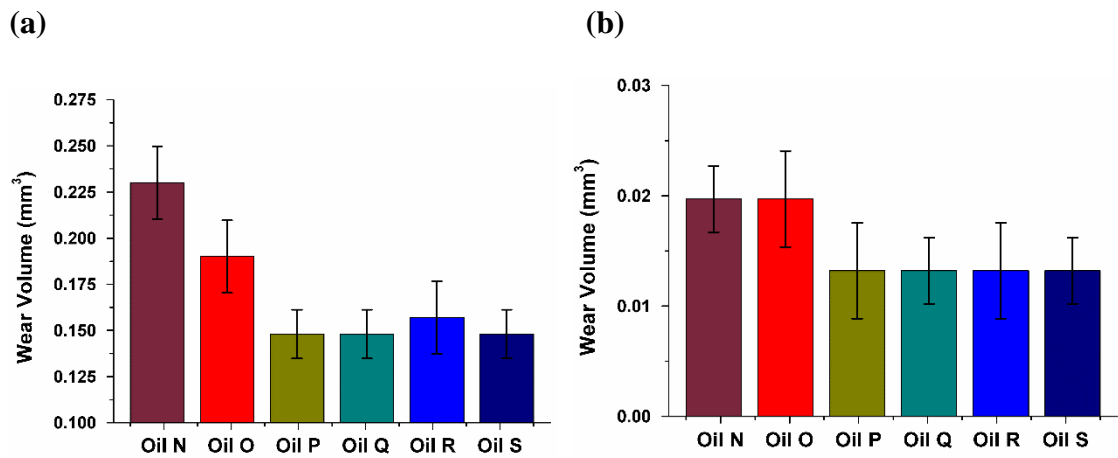 (a)
Wear Volume (mm³)
0.275
0.250
0.225
0.200
0.175
0.150
0.125
0.100
Oil N Oil O Oil P Oil Q Oil R Oil S
(b)
Wear Volume (mm³)
0.03
0.02
0.01
0.00
Oil N Oil O Oil P Oil Q Oil R Oil S